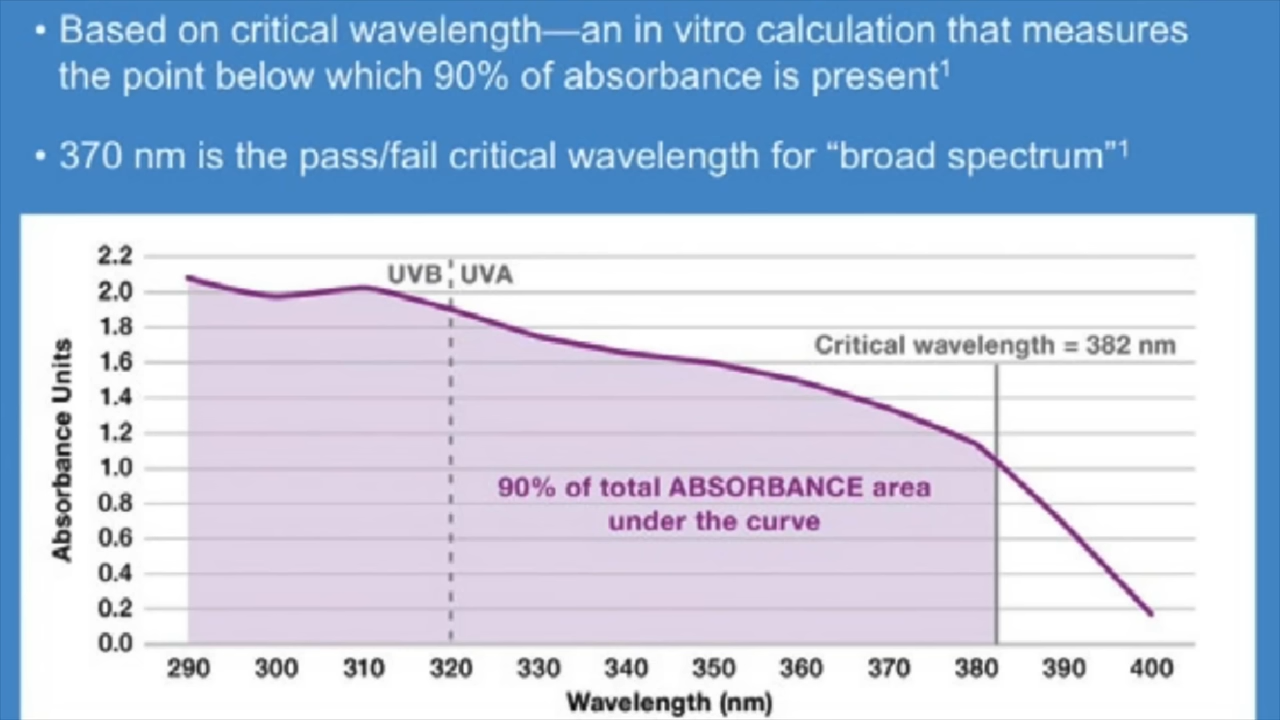 • Based on critical wavelength—an in vitro calculation that measures
the point below which 90% of absorbance is present¹
• 370 nm is the pass/fail critical wavelength for “broad spectrum”¹
2.2
2.0
1.8
1.6
1.4
1.2
1.0
0.8
0.6
0.4
0.2
0.0
Absorbance Units
UVB UVA
Critical wavelength = 382 nm
90% of total ABSORBANCE area
under the curve
290 300 310 320 330 340 350 360 370 380 390 400
Wavelength (nm)